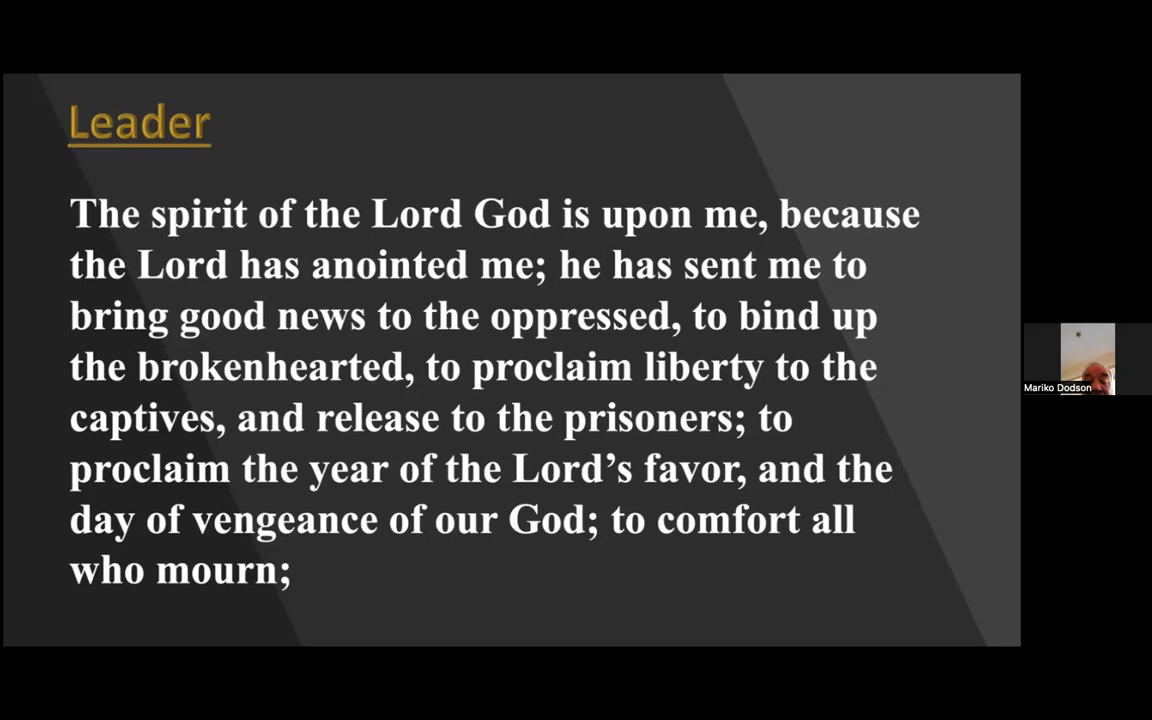 Leader
The spirit of the Lord God is upon me, because
the Lord has anointed me; he has sent me to
bring good news to the oppressed, to bind up
the brokenhearted, to proclaim liberty to the
captives, and release to the prisoners; to
proclaim the year of the Lord’s favor, and the
day of vengeance of our God; to comfort all
who mourn;
Mariko Dodson